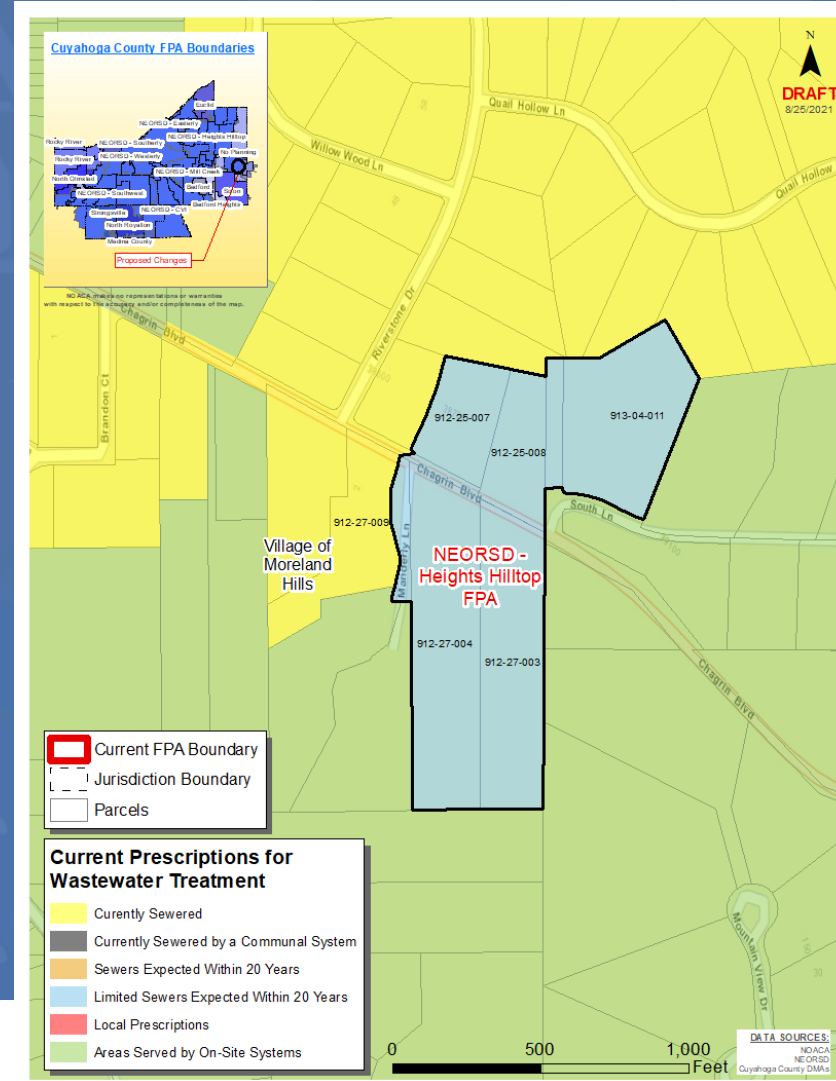 Cuyahoga County FPA Boundaries
Euclid
NEORSD - Easterly
NEORSD - Heights Hilltop
NEORSD - Southerly
Rocky River
No Planning
NEORSD - Westerly
Rocky River
NEORSD - Mill Creek
North Olmsted
Bedford
Solon
NEORSD - Southwest
Bedford Heights
NEORSD - CVI
Strongsville
North Royalton
Medina County
Proposed Changes
NOACA makes no representations or warranties
with respect to the accuracy and/or completeness of the map.
N
DRAFT
8/25/2021
Quail Hollow Ln
Willow Wood Ln
Quail Hollow
Chagrin Blvd
Riverstone Dr
Brandon Ct
912-25-007
913-04-011
912-25-008
Chagrin Blvd
South Ln
912-27-009
Manderly Ln
Village of
Moreland
Hills
NEORSD -
Heights Hilltop
FPA
912-27-004
912-27-003
Chagrin Blvd
Mountain View Dr
30
Current FPA Boundary
Jurisdiction Boundary
Parcels
Current Prescriptions for
Wastewater Treatment
Curently Sewered
Currently Sewered by a Communal System
Sewers Expected Within 20 Years
Limited Sewers Expected Within 20 Years
Local Prescriptions
Areas Served by On-Site Systems
0 500 1,000
Feet
DATA SOURCES:
NOACA
NEORSD
Cuyahoga County DMAs